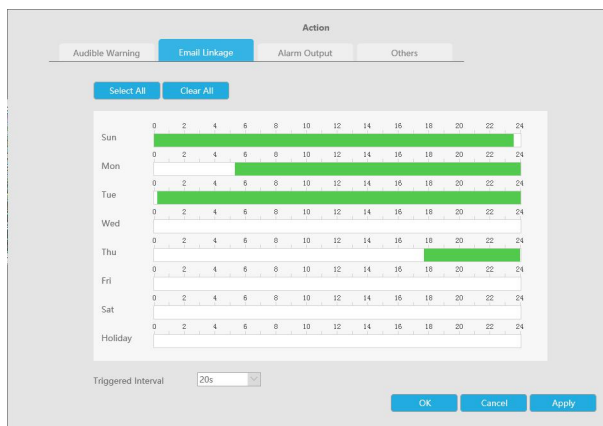 Action
Audible Warning Email Linkage Alarm Output Others
Select All Clear All
0 2 4 6 8 10 12 14 16 18 20 22 24
Sun
0 2 4 6 8 10 12 14 16 18 20 22 24
Mon
0 2 4 6 8 10 12 14 16 18 20 22 24
Tue
0 2 4 6 8 10 12 14 16 18 20 22 24
Wed
0 2 4 6 8 10 12 14 16 18 20 22 24
Thu
0 2 4 6 8 10 12 14 16 18 20 22 24
Fri
0 2 4 6 8 10 12 14 16 18 20 22 24
Sat
0 2 4 6 8 10 12 14 16 18 20 22 24
Holiday
Triggered Interval 20s
OK Cancel Apply